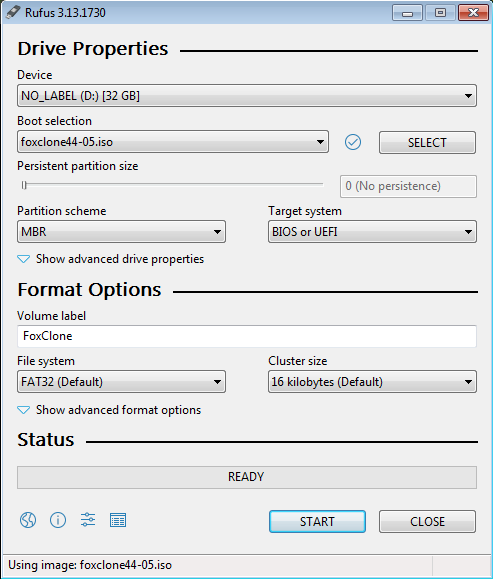 Rufus 3.13.1730
Drive Properties
Device
NO_LABEL (D:) [32 GB]
Boot selection
foxclone44-05.iso
SELECT
Persistent partition size
0 (No persistence)
Partition scheme
Target system
MBR
BIOS or UEFI
Show advanced drive properties
Format Options
Volume label
FoxClone
File system
Cluster size
FAT32 (Default)
16 kilobytes (Default)
Show advanced format options
Status
READY
START
CLOSE
Using image: foxclone44-05.iso